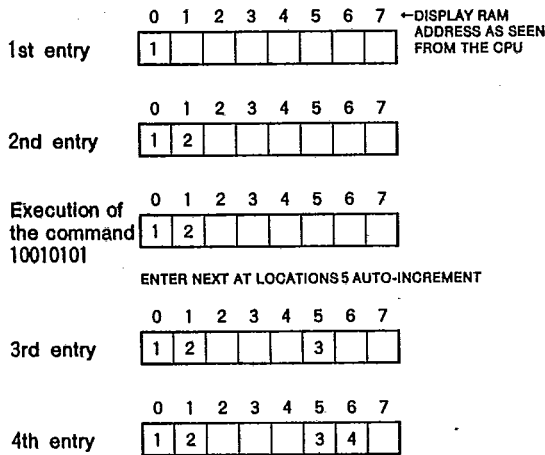 0 1 2 3 4 5 6 7 ←DISPLAY RAM
ADDRESS AS SEEN
FROM THE CPU
1st entry 1
0 1 2 3 4 5 6 7
2nd entry 1 2
Execution of
the command
10010101
0 1 2 3 4 5 6 7
1 2
ENTER NEXT AT LOCATIONS 5 AUTO-INCREMENT
0 1 2 3 4 5 6 7
3rd entry 1 2 3
0 1 2 3 4 5 6 7
4th entry 1 2 3 4